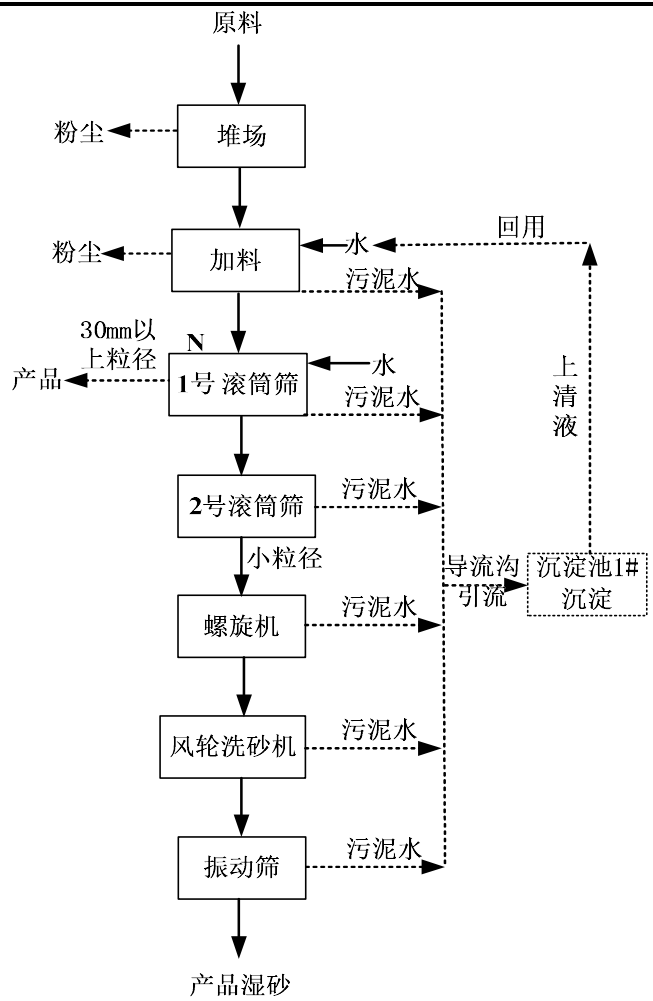 原料
粉尘
堆场
回用
粉尘
加料
水
污泥水
30mm以
上粒径
N
产品
1号滚筒筛
水
污泥水
上清液
2号滚筒筛
污泥水
小粒径
导流沟
引流
沉淀池1#
沉淀
螺旋机
污泥水
风轮洗砂机
污泥水
振动筛
污泥水
产品湿砂